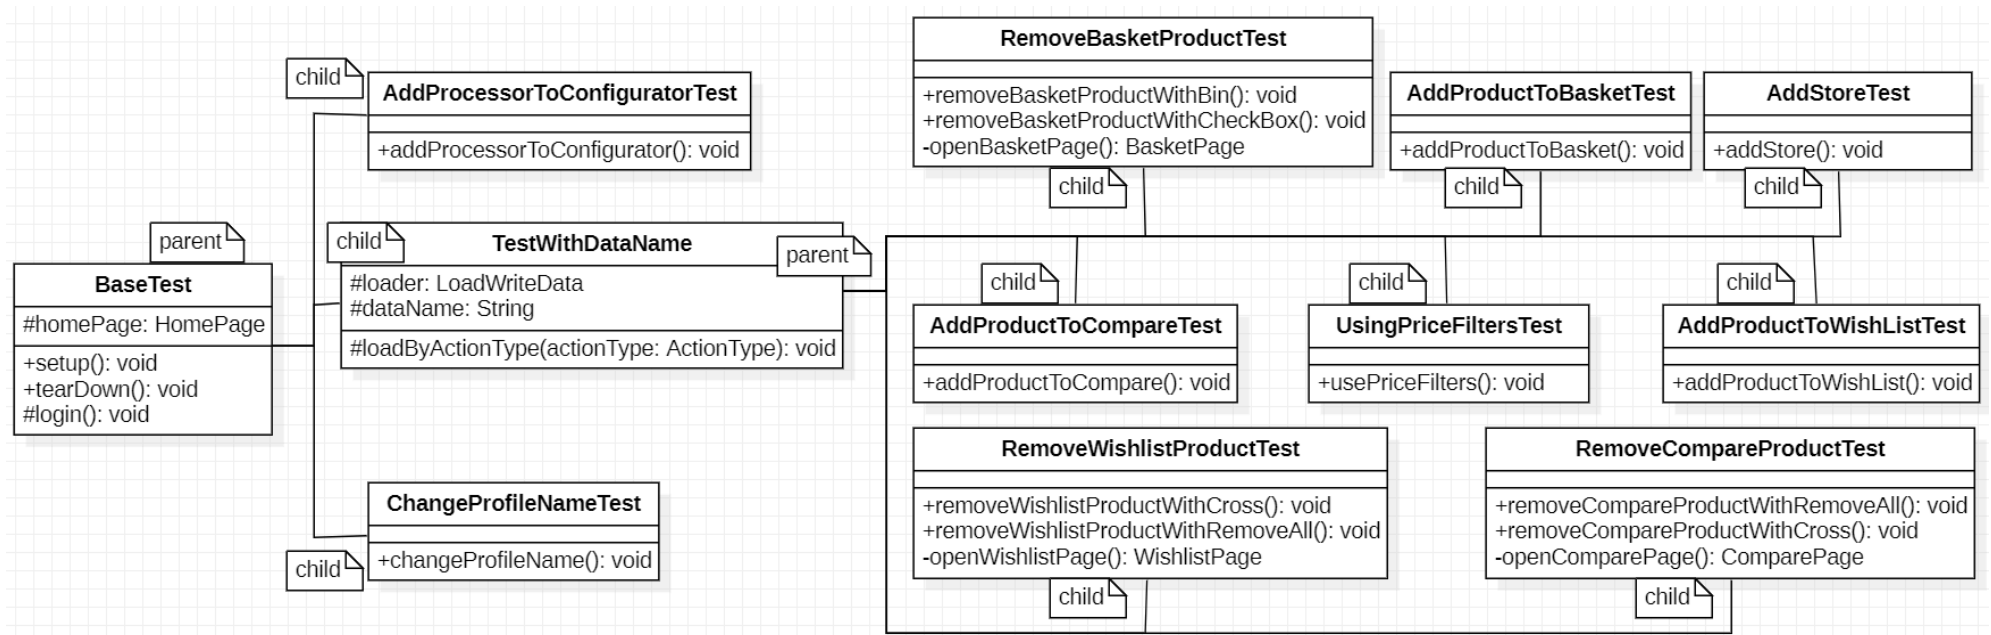 child
AddProcessorToConfiguratorTest
+addProcessorToConfigurator(): void
parent
BaseTest
#homePage: HomePage
+setup(): void
+tearDown(): void
#login(): void
child
TestWithDataName
parent
#loader: LoadWriteData
#dataName: String
#loadByActionType(actionType: ActionType): void
ChangeProfileNameTest
+changeProfileName(): void
child
RemoveBasketProductTest
+removeBasketProductWithBin(): void
+removeBasketProductWithCheckBox(): void
-openBasketPage(): BasketPage
child
AddProductToBasketTest
+addProductToBasket(): void
child
AddStoreTest
+addStore(): void
child
child
AddProductToCompareTest
+addProductToCompare(): void
child
UsingPriceFiltersTest
+usePriceFilters(): void
child
AddProductToWishListTest
+addProductToWishList(): void
RemoveWishlistProductTest
+removeWishlistProductWithCross(): void
+removeWishlistProductWithRemoveAll(): void
-openWishlistPage(): WishlistPage
child
RemoveCompareProductTest
+removeCompareProductWithRemoveAll(): void
+removeCompareProductWithCross(): void
-openComparePage(): ComparePage
child